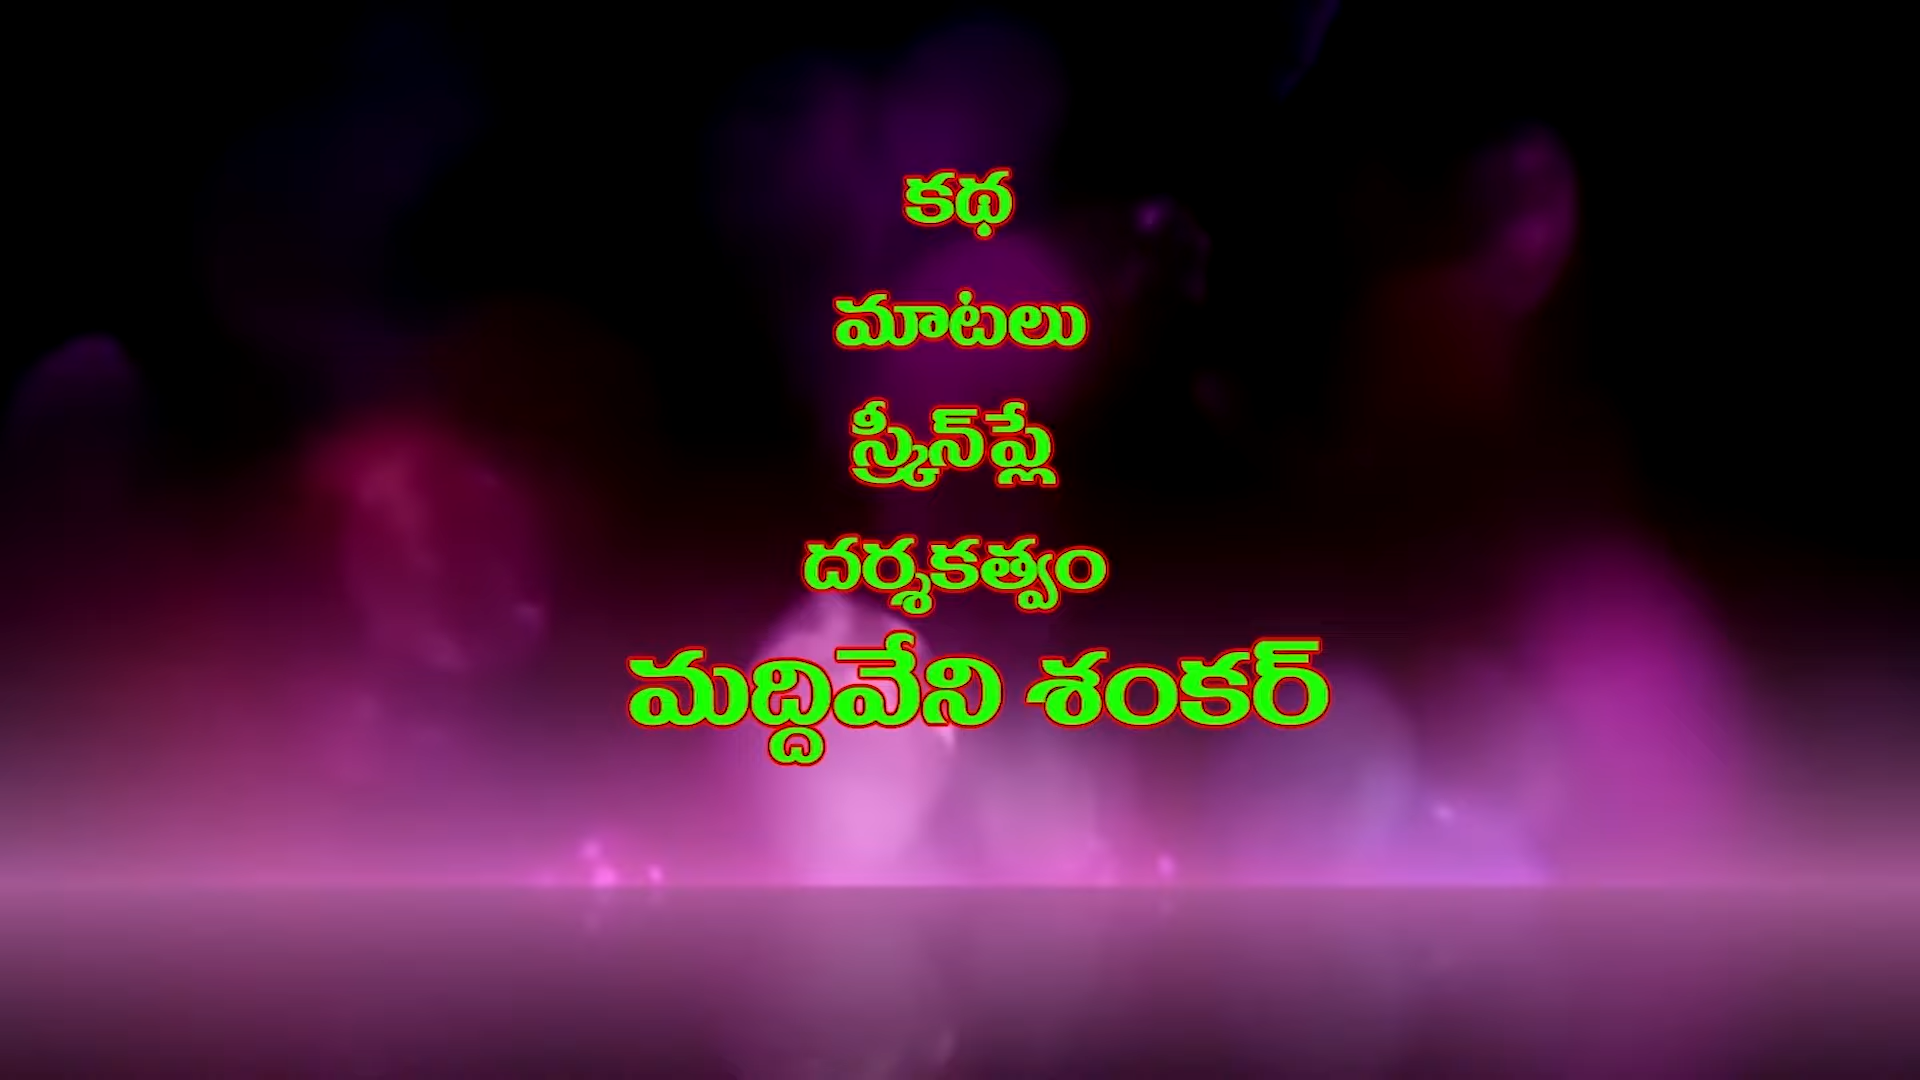 కథ
మాటలు
స్క్రీన్‌ప్లే
దర్శకత్వం
మద్దివేని శంకర్